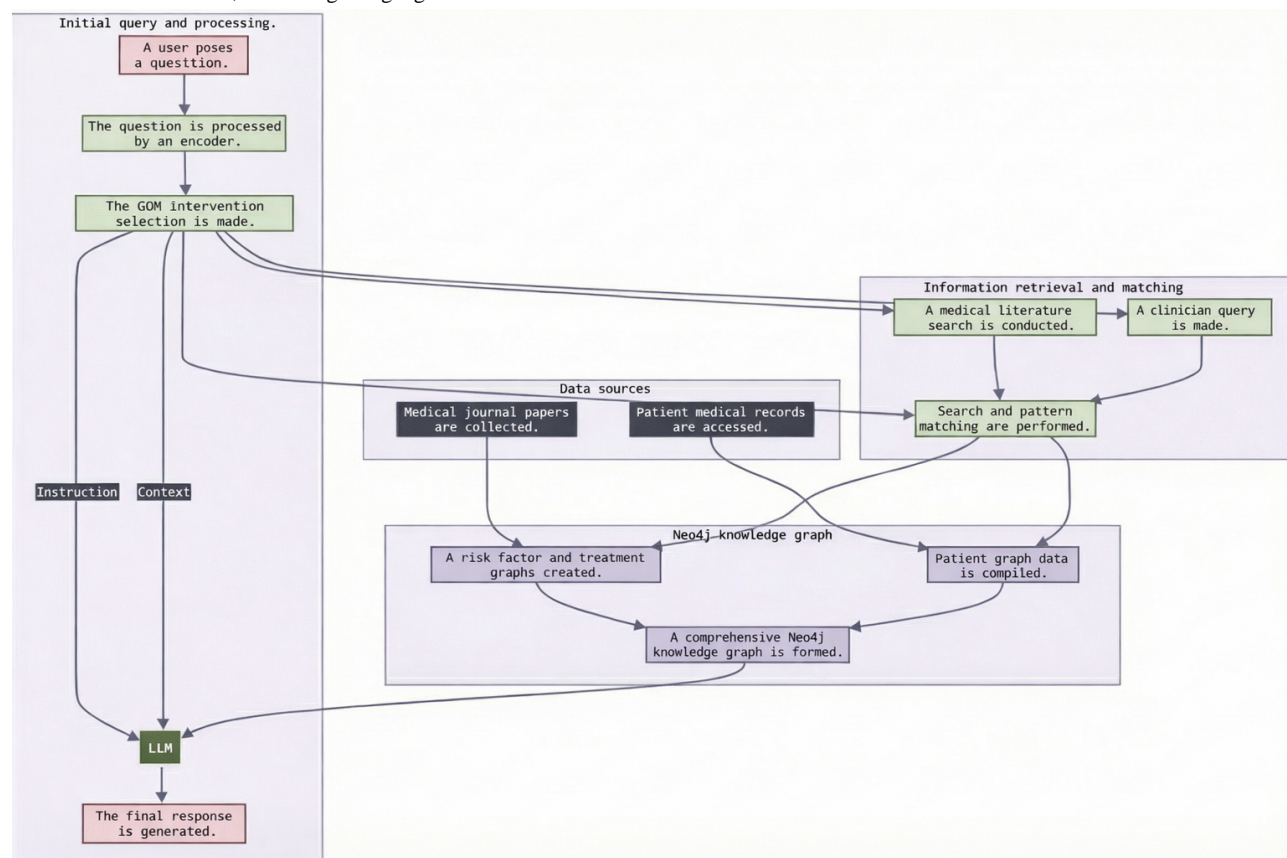 Initial query and processing.
A user poses
a questtion.
The question is processed
by an encoder.
The GOM intervention
selection is made.
Information retrieval and matching
A medical literature
search is conducted.
A clinician query
is made.
Data sources
Medical journal papers
are collected.
Patient medical records
are accessed.
Search and pattern
matching are performed.
Instruction
Context
Neo4j knowledge graph
A risk factor and treatment
graphs created.
Patient graph data
is compiled.
A comprehensive Neo4j
knowledge graph is formed.
LLM
The final response
is generated.